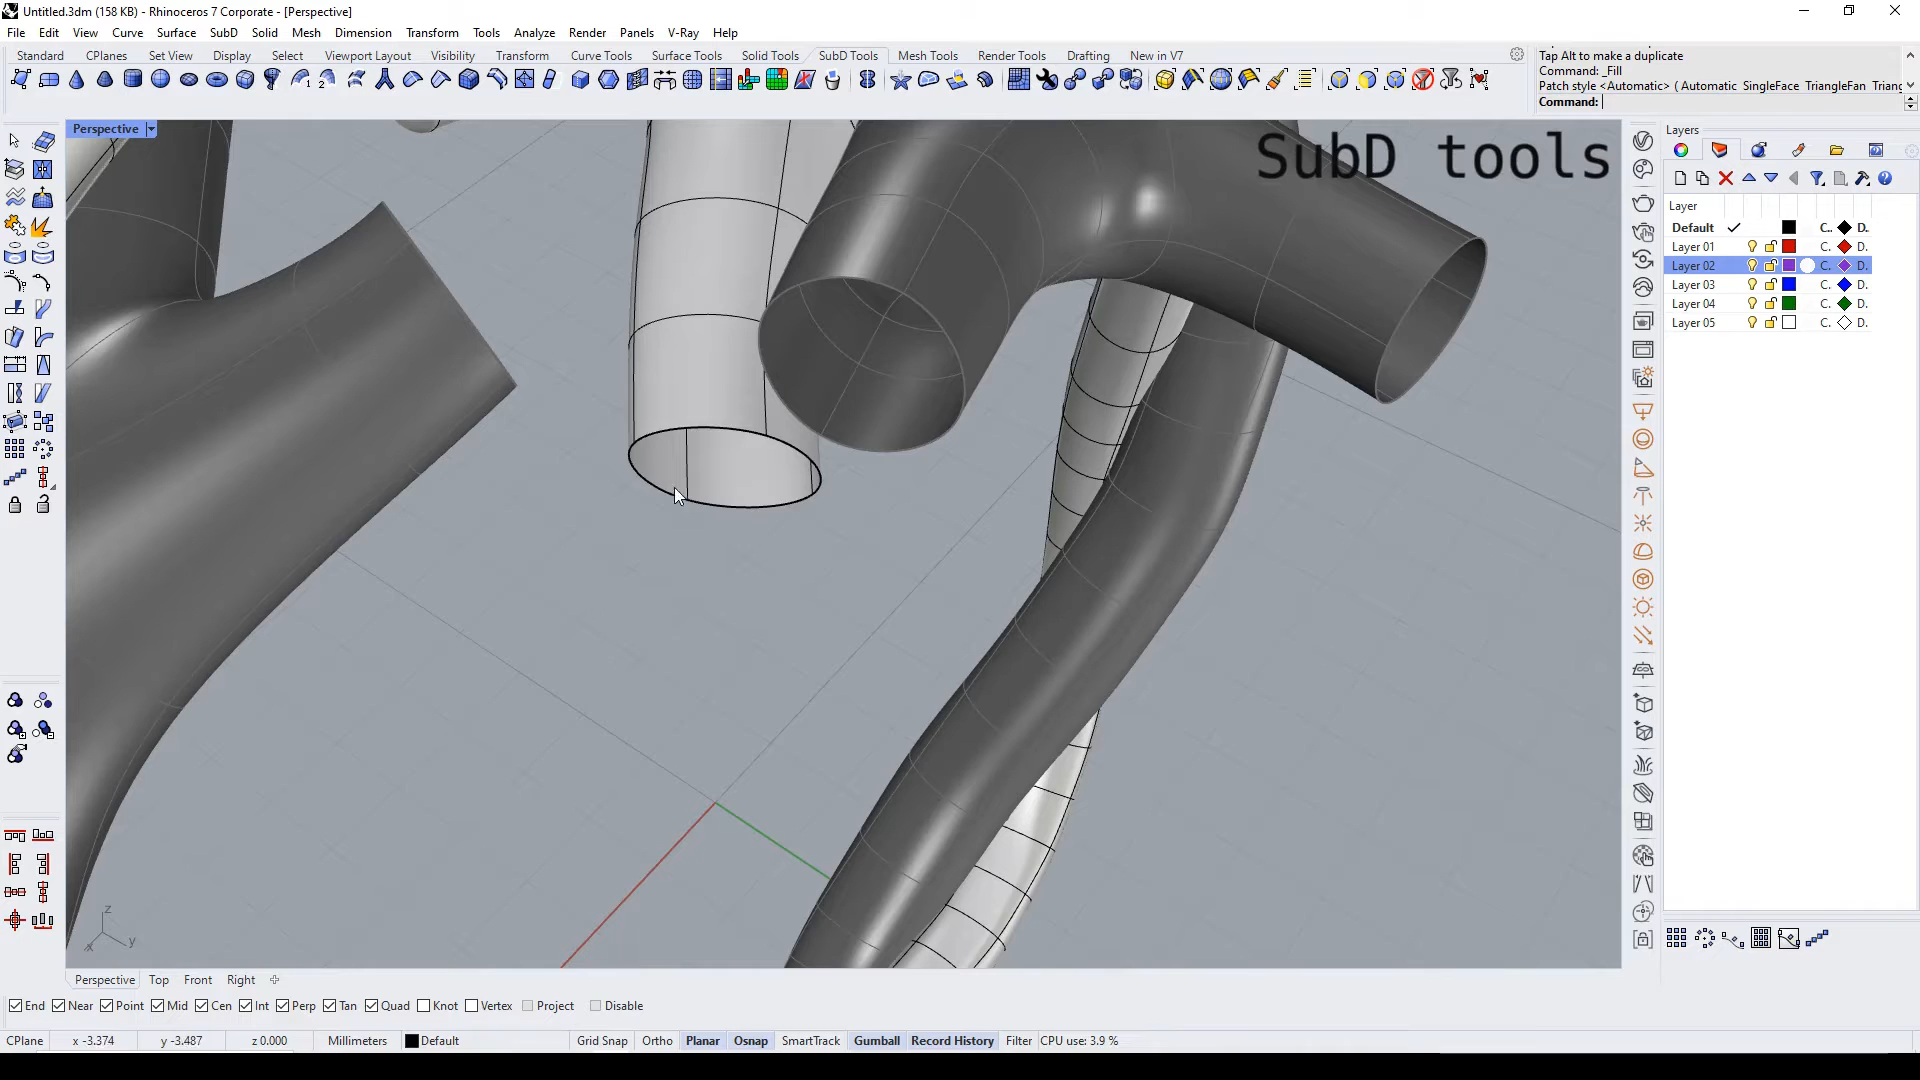 Untitled.3dm (158 KB) - Rhinoceros 7 Corporate - [Perspective]
File Edit View Curve Surface SubD Solid Mesh Dimension Transform Tools Analyze Render Panels V-Ray Help
Standard CPlanes Set View Display Select Viewport Layout Visibility Transform Curve Tools Surface Tools Solid Tools SubD Tools Mesh Tools Render Tools Drafting New in V7
Tap Alt to make a duplicate
Command: _Fill
Patch style <Automatic> ( Automatic SingleFace TriangleFan
Command:
Perspective
SubD tools
Layers
Layer
Default C.. D.
Layer 01 C. D.
Layer 02 C. D.
Layer 03 C. D.
Layer 04 C. D.
Layer 05 C. D.
z
x y
Perspective Top Front Right
End Near Point Mid Cen Int Perp Tan Quad Knot Vertex Project Disable
CPlane x -3.374 y -3.487 z 0.000 Millimeters Default Grid Snap Ortho Planar Osnap SmartTrack Gumball Record History Filter CPU use: 3.9 %